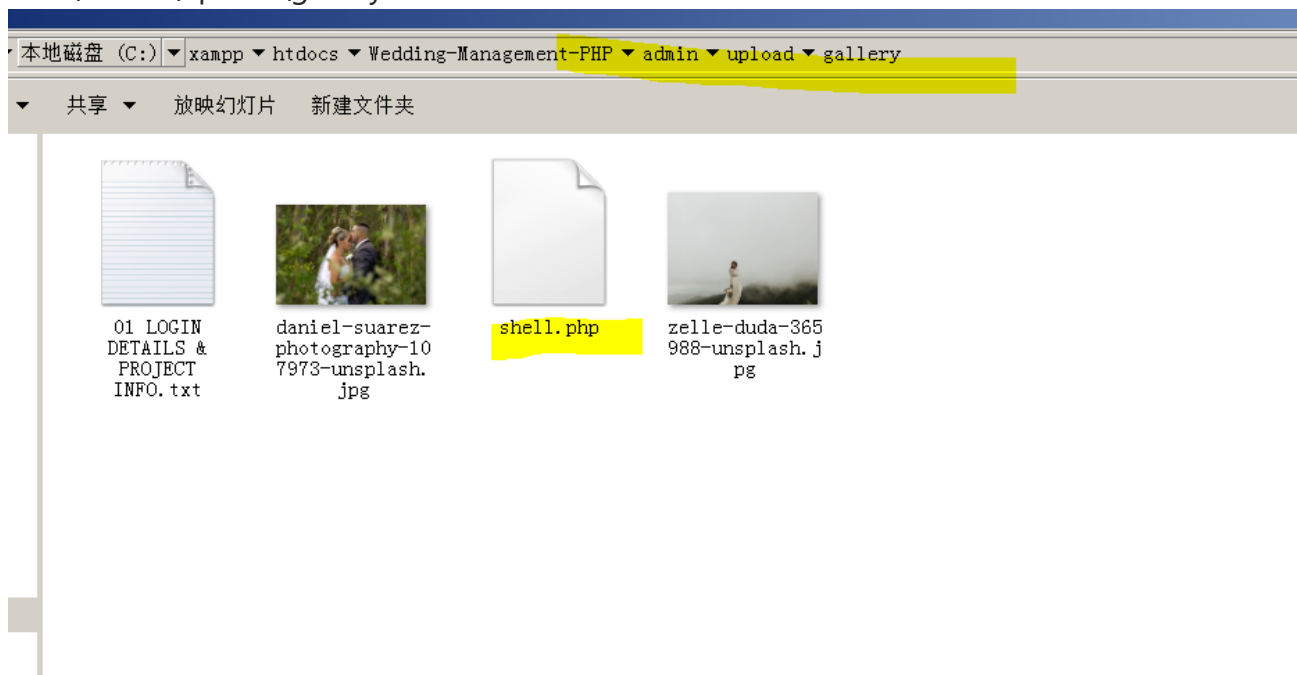 本地磁盘 (C:) ▼ xampp ▼ htdocs ▼ Wedding-Management-PHP ▼ admin ▼ upload ▼ gallery
共享 ▼ 放映幻灯片 新建文件夹
01 LOGIN
DETAILS &
PROJECT
INFO.txt
daniel-suarez-
photography-10
7973-unsplash.
jpg
shell.php
zelle-duda-365
988-unsplash.j
pg